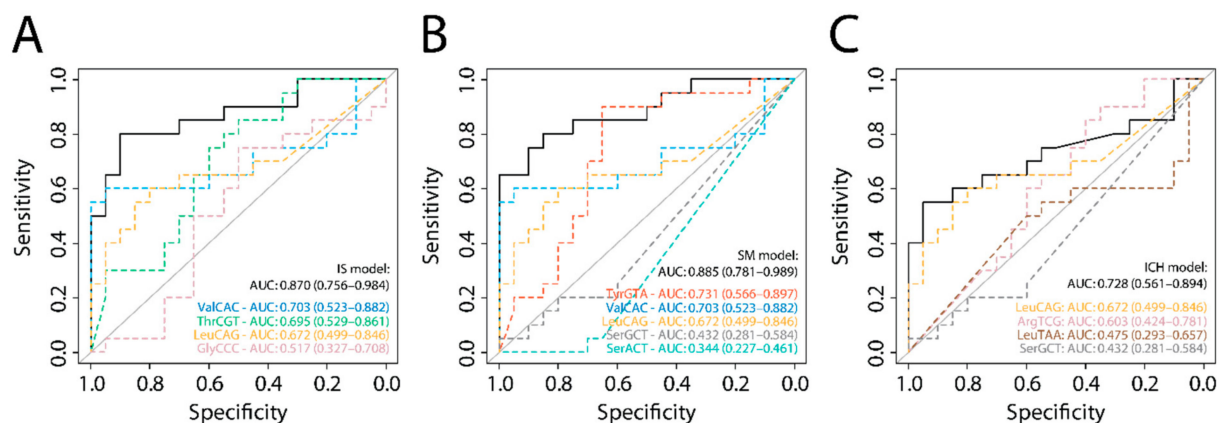 A
B
C
Sensitivity
1.0
0.8
0.6
0.4
0.2
0.0
IS model:
AUC: 0.870 (0.756–0.984)
ValCAC - AUC: 0.703 (0.523–0.882)
ThrCGT - AUC: 0.695 (0.529–0.861)
LeuCAG - AUC: 0.672 (0.499–0.846)
GlyCCC - AUC: 0.517 (0.327–0.708)
1.0 0.8 0.6 0.4 0.2 0.0
Specificity
Sensitivity
1.0
0.8
0.6
0.4
0.2
0.0
SM model:
AUC: 0.885 (0.781–0.989)
TyrGTA - AUC: 0.731 (0.566–0.897)
ValCAC - AUC: 0.703 (0.523–0.882)
LeuCAG - AUC: 0.672 (0.499–0.846)
SerGCT - AUC: 0.432 (0.281–0.584)
SerACT - AUC: 0.344 (0.227–0.461)
1.0 0.8 0.6 0.4 0.2 0.0
Specificity
Sensitivity
1.0
0.8
0.6
0.4
0.2
0.0
ICH model:
AUC: 0.728 (0.561–0.894)
LeuCAG: AUC: 0.672 (0.499–0.846)
ArgTCG: AUC: 0.603 (0.424–0.781)
LeuTAA: AUC: 0.475 (0.293–0.657)
SerGCT: AUC: 0.432 (0.281–0.584)
1.0 0.8 0.6 0.4 0.2 0.0
Specificity